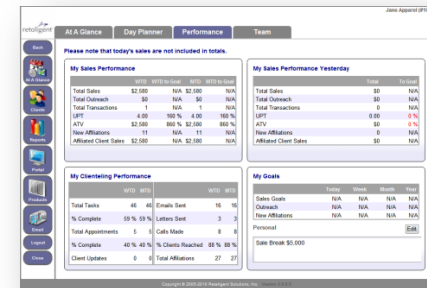 Jane Apparel (#1
retailigent
At A Glance Day Planner Performance Team
Back
At A Glance
Clients
Reports
Portal
Products
Email
Logout
Close
Please note that today's sales are not included in totals.
My Sales Performance
WTD WTD to Goal MTD MTD to Goal
Total Sales $2,580 N/A $2,580 N/A
Total Outreach $0 N/A $0 N/A
Total Transactions 1 N/A 1 N/A
UPT 4.00 160 % 4.00 160 %
ATV $2,580 860 % $2,580 860 %
New Affiliations 11 N/A 11 N/A
Affiliated Client Sales $2,580 N/A $2,580 N/A
My Sales Performance Yesterday
Total To Goal
Total Sales $0 N/A
Total Outreach $0 N/A
Total Transactions 0 N/A
UPT 0.00 0 %
ATV $0 0 %
New Affiliations 0 N/A
Affiliated Client Sales $0 N/A
My Clienteling Performance
WTD MTD WTD MTD
Total Tasks 46 46 Emails Sent 16 16
% Complete 59 % 59 % Letters Sent 3 3
Total Appointments 5 5 Calls Made 8 8
% Complete 40 % 40 % % Clients Reached 88 % 88 %
Client Updates 0 0 Total Affiliations 27 27
My Goals
Today Week Month Year
Sales Goals N/A N/A N/A N/A
Outreach N/A N/A N/A N/A
New Affiliations N/A N/A N/A N/A
Personal Edit
Sale Break $5,000